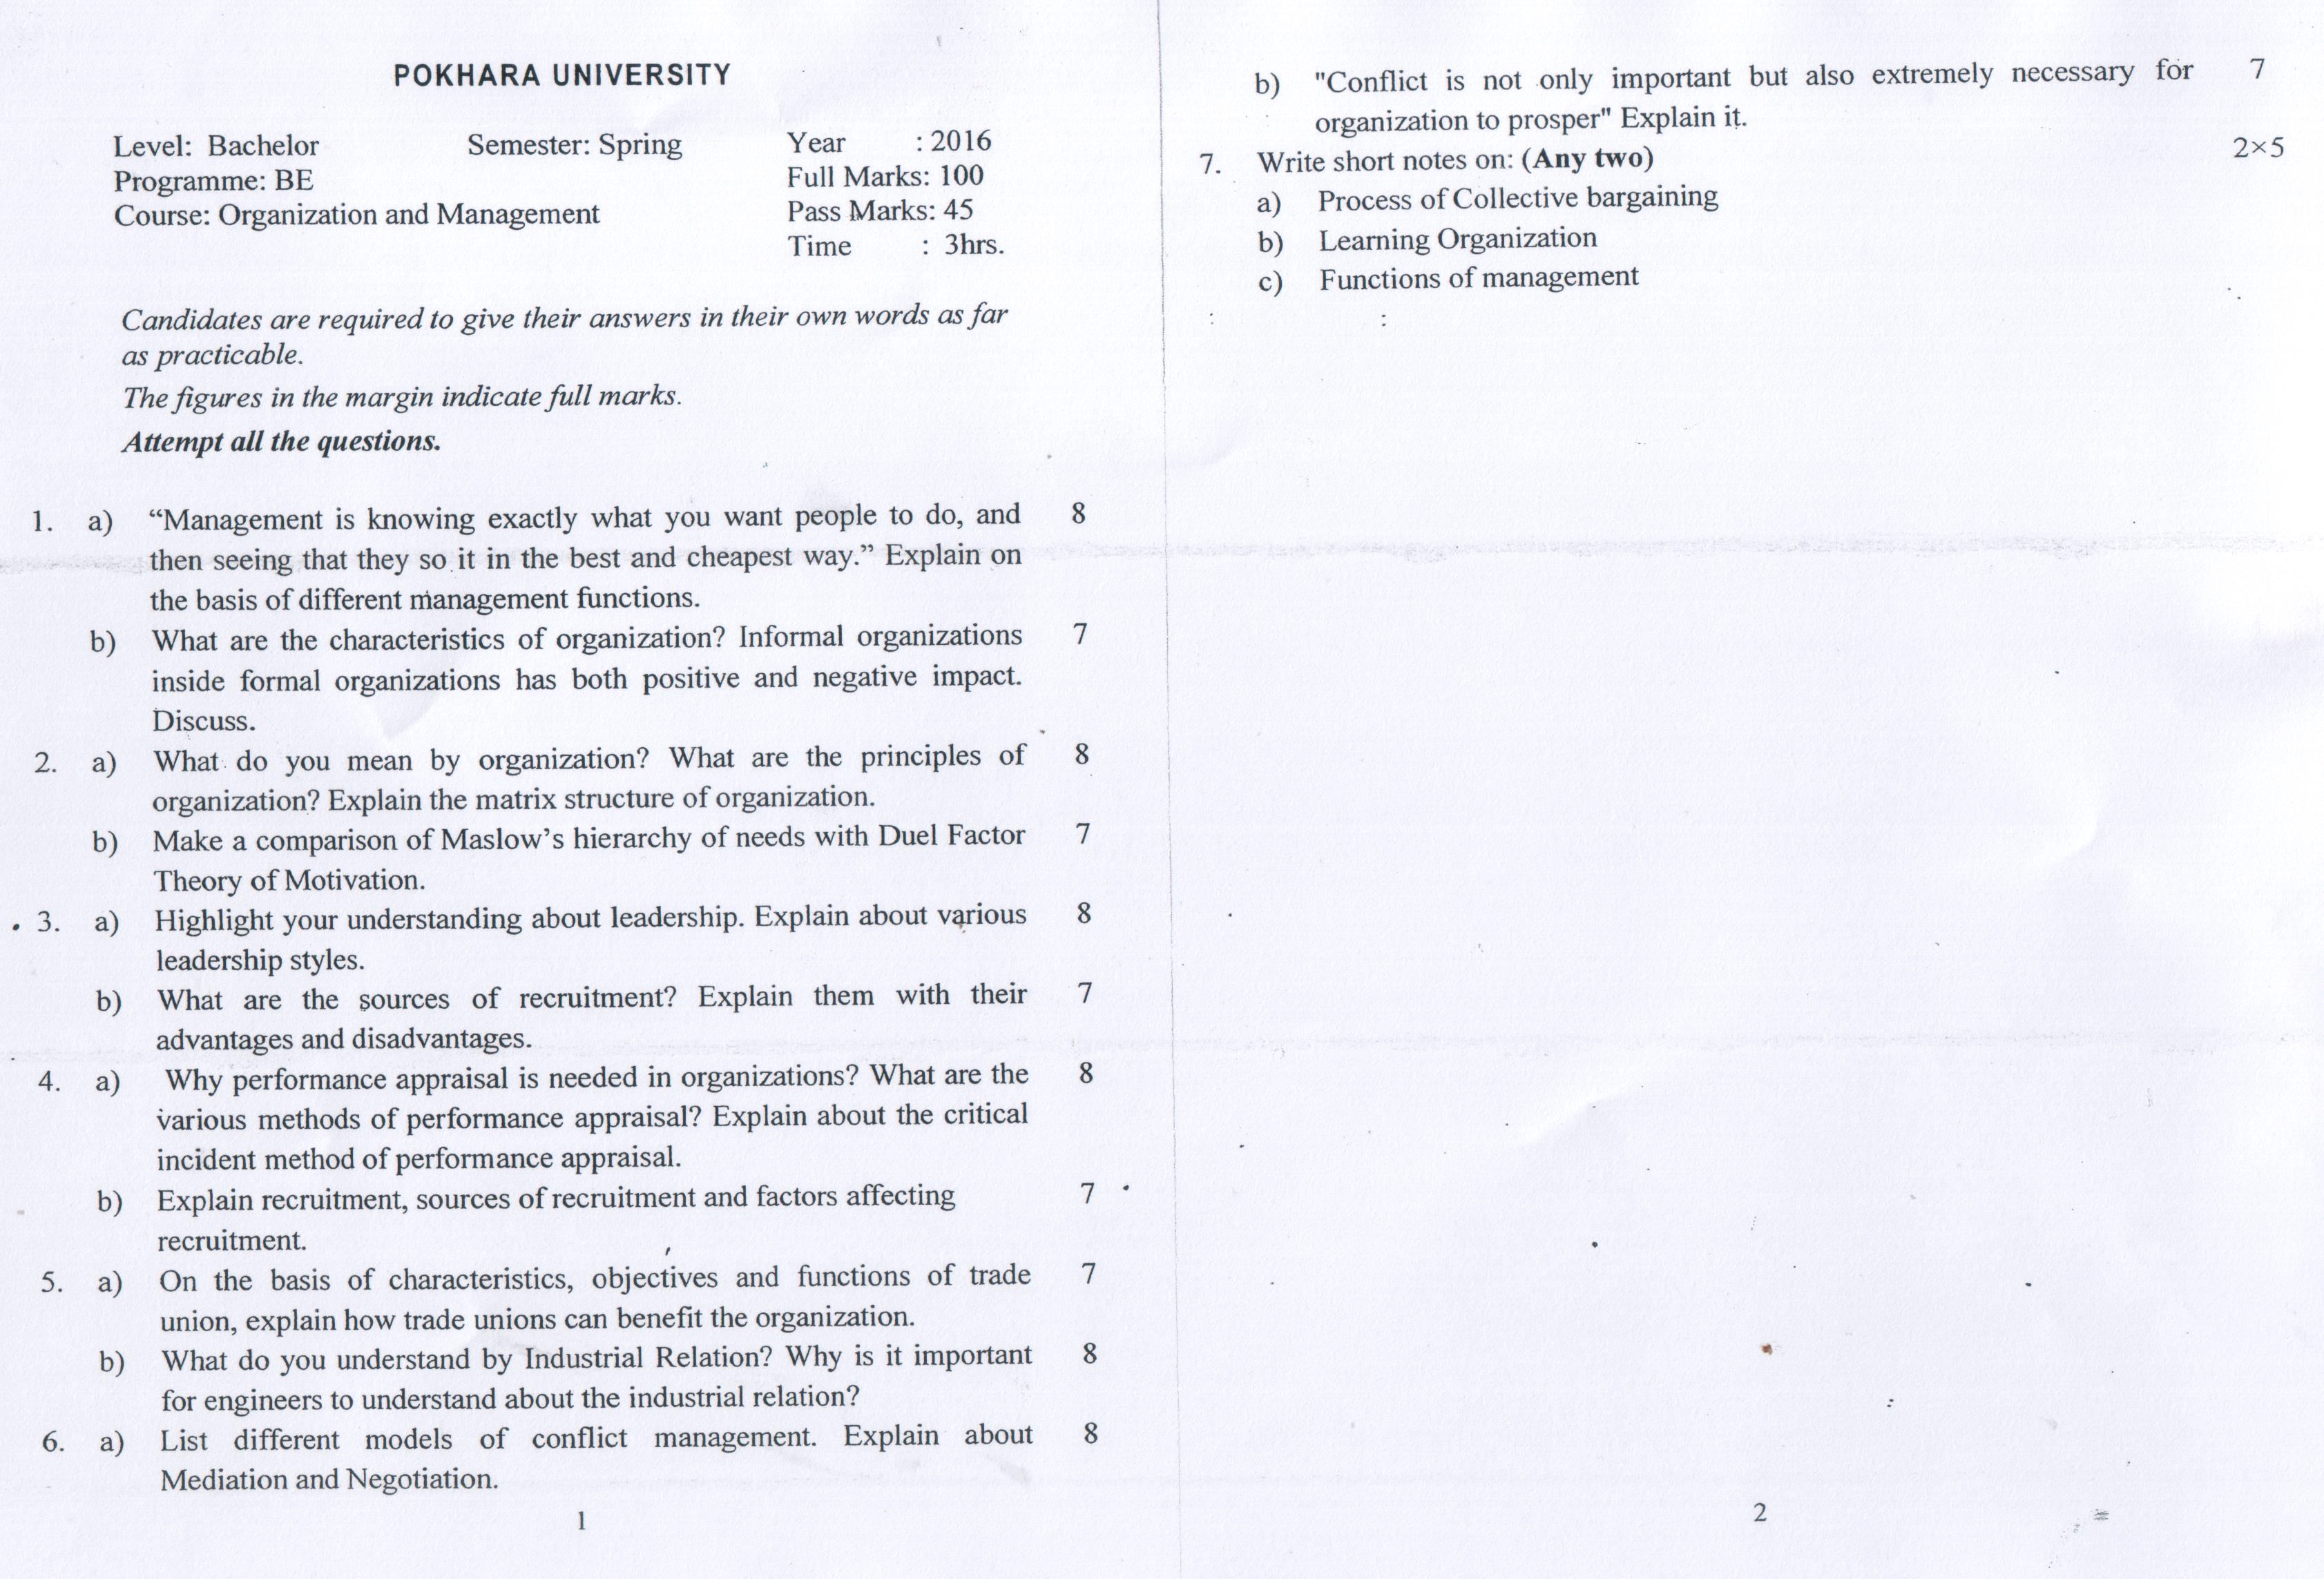 POKHARA UNIVERSITY
Level: Bachelor Semester: Spring Year : 2016
Programme: BE Full Marks: 100
Course: Organization and Management Pass Marks: 45
Time : 3hrs.
Candidates are required to give their answers in their own words as far
as practicable.
The figures in the margin indicate full marks.
Attempt all the questions.
1. a) “Management is knowing exactly what you want people to do, and 8
then seeing that they so it in the best and cheapest way.” Explain on
the basis of different management functions.
b) What are the characteristics of organization? Informal organizations 7
inside formal organizations has both positive and negative impact.
Discuss.
2. a) What do you mean by organization? What are the principles of 8
organization? Explain the matrix structure of organization.
b) Make a comparison of Maslow’s hierarchy of needs with Duel Factor 7
Theory of Motivation.
3. a) Highlight your understanding about leadership. Explain about various 8
leadership styles.
b) What are the sources of recruitment? Explain them with their 7
advantages and disadvantages.
4. a) Why performance appraisal is needed in organizations? What are the 8
various methods of performance appraisal? Explain about the critical
incident method of performance appraisal.
b) Explain recruitment, sources of recruitment and factors affecting 7
recruitment.
5. a) On the basis of characteristics, objectives and functions of trade 7
union, explain how trade unions can benefit the organization.
b) What do you understand by Industrial Relation? Why is it important 8
for engineers to understand about the industrial relation?
6. a) List different models of conflict management. Explain about 8
Mediation and Negotiation.
1
b) "Conflict is not only important but also extremely necessary for 7
organization to prosper" Explain it.
7. Write short notes on: (Any two) 2×5
a) Process of Collective bargaining
b) Learning Organization
c) Functions of management
2